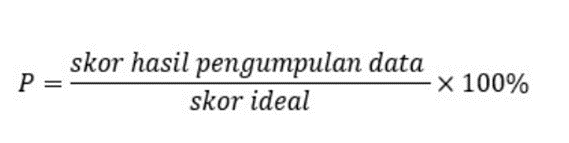 P = skor hasil pengumpulan data / skor ideal × 100%